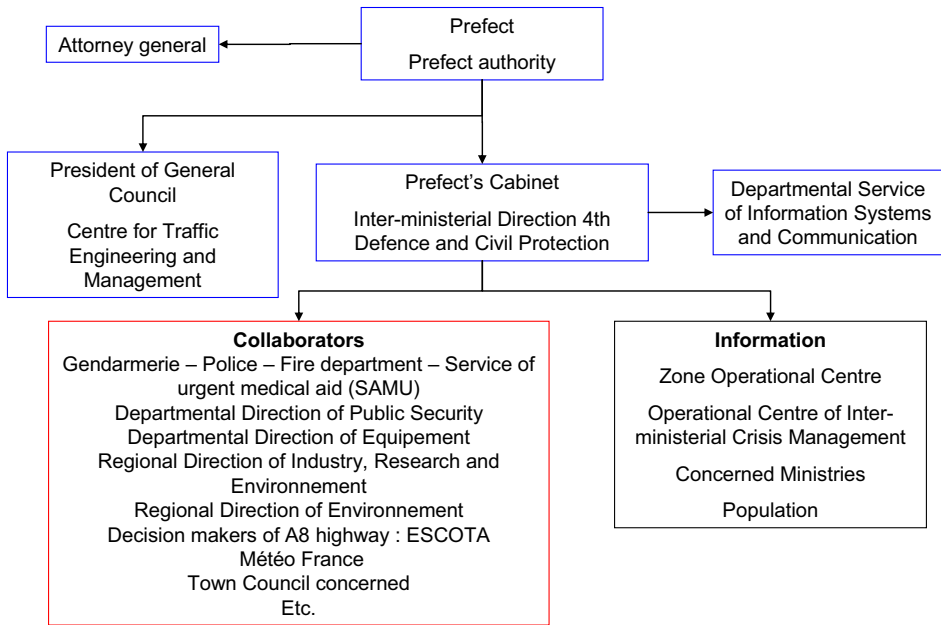 Attorney general
Prefect
Prefect authority
President of General
Council
Centre for Traffic
Engineering and
Management
Prefect's Cabinet
Inter-ministerial Direction 4th
Defence and Civil Protection
Departmental Service
of Information Systems
and Communication
Collaborators
Gendarmerie – Police – Fire department – Service of
urgent medical aid (SAMU)
Departmental Direction of Public Security
Departmental Direction of Equipement
Regional Direction of Industry, Research and
Environnement
Regional Direction of Environnement
Decision makers of A8 highway : ESCOTA
Météo France
Town Council concerned
Etc.
Information
Zone Operational Centre
Operational Centre of Inter-
ministerial Crisis Management
Concerned Ministries
Population